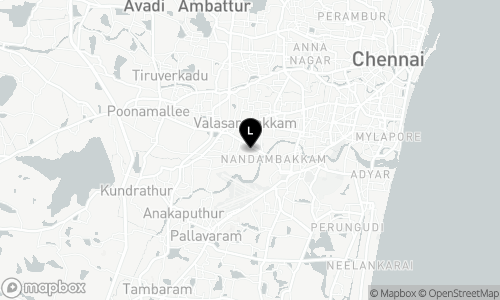 Avadi
Ambattur
PERAMBUR
ANNA
NAGAR
Chennai
Tiruverkadu
Poonamallee
L
MYLAPORE
NANDAMBAKKAM
ADYAR
Kundrathur
Anakaputhur
PERUNGUDI
Pallavaram
NEELANKARAI
Tambaram
mapbox
© Mapbox © OpenStreetMap